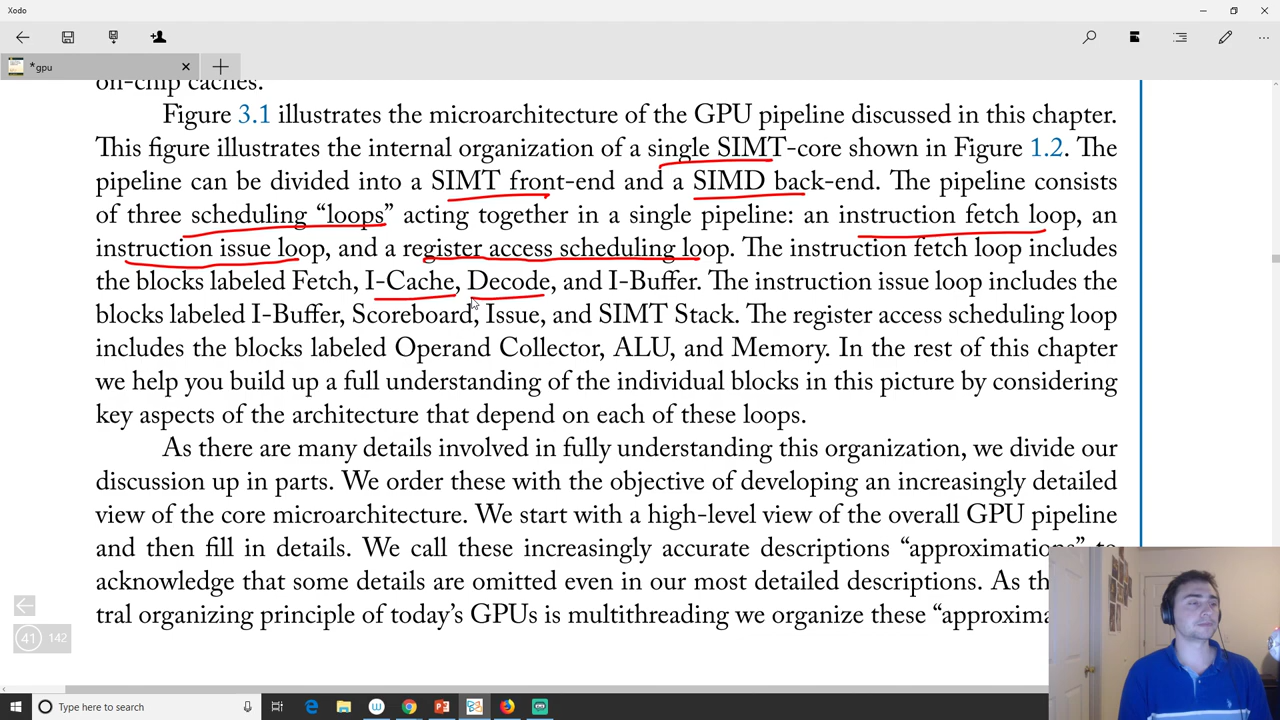 Xodo
*gpu
on-chip caches.
Figure 3.1 illustrates the microarchitecture of the GPU pipeline discussed in this chapter.
This figure illustrates the internal organization of a single SIMT-core shown in Figure 1.2. The
pipeline can be divided into a SIMT front-end and a SIMD back-end. The pipeline consists
of three scheduling “loops” acting together in a single pipeline: an instruction fetch loop, an
instruction issue loop, and a register access scheduling loop. The instruction fetch loop includes
the blocks labeled Fetch, I-Cache, Decode, and I-Buffer. The instruction issue loop includes the
blocks labeled I-Buffer, Scoreboard, Issue, and SIMT Stack. The register access scheduling loop
includes the blocks labeled Operand Collector, ALU, and Memory. In the rest of this chapter
we help you build up a full understanding of the individual blocks in this picture by considering
key aspects of the architecture that depend on each of these loops.
As there are many details involved in fully understanding this organization, we divide our
discussion up in parts. We order these with the objective of developing an increasingly detailed
view of the core microarchitecture. We start with a high-level view of the overall GPU pipeline
and then fill in details. We call these increasingly accurate descriptions “approximations” to
acknowledge that some details are omitted even in our most detailed descriptions. As
tral organizing principle of today’s GPUs is multithreading we organize these
41 142
Type here to search